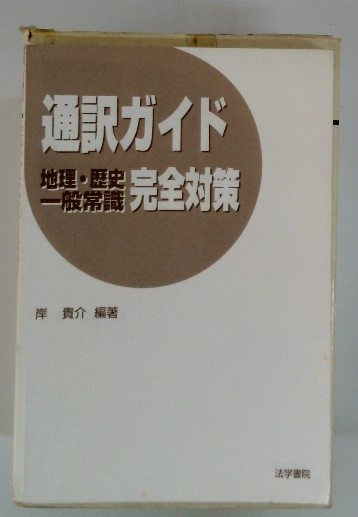 通訳ガイド
地理・歴史
一般常識 完全対策
岸 貴介 編著
法学書院